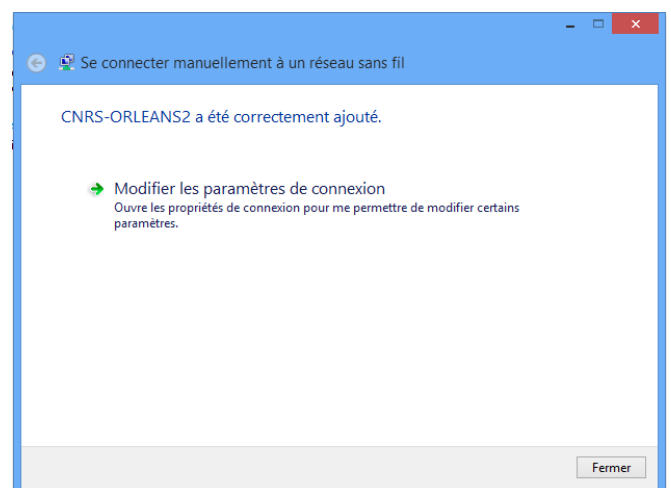 Se connecter manuellement à un réseau sans fil
CNRS-ORLEANS2 a été correctement ajouté.
Modifier les paramètres de connexion
Ouvre les propriétés de connexion pour me permettre de modifier certains
paramètres.
Fermer